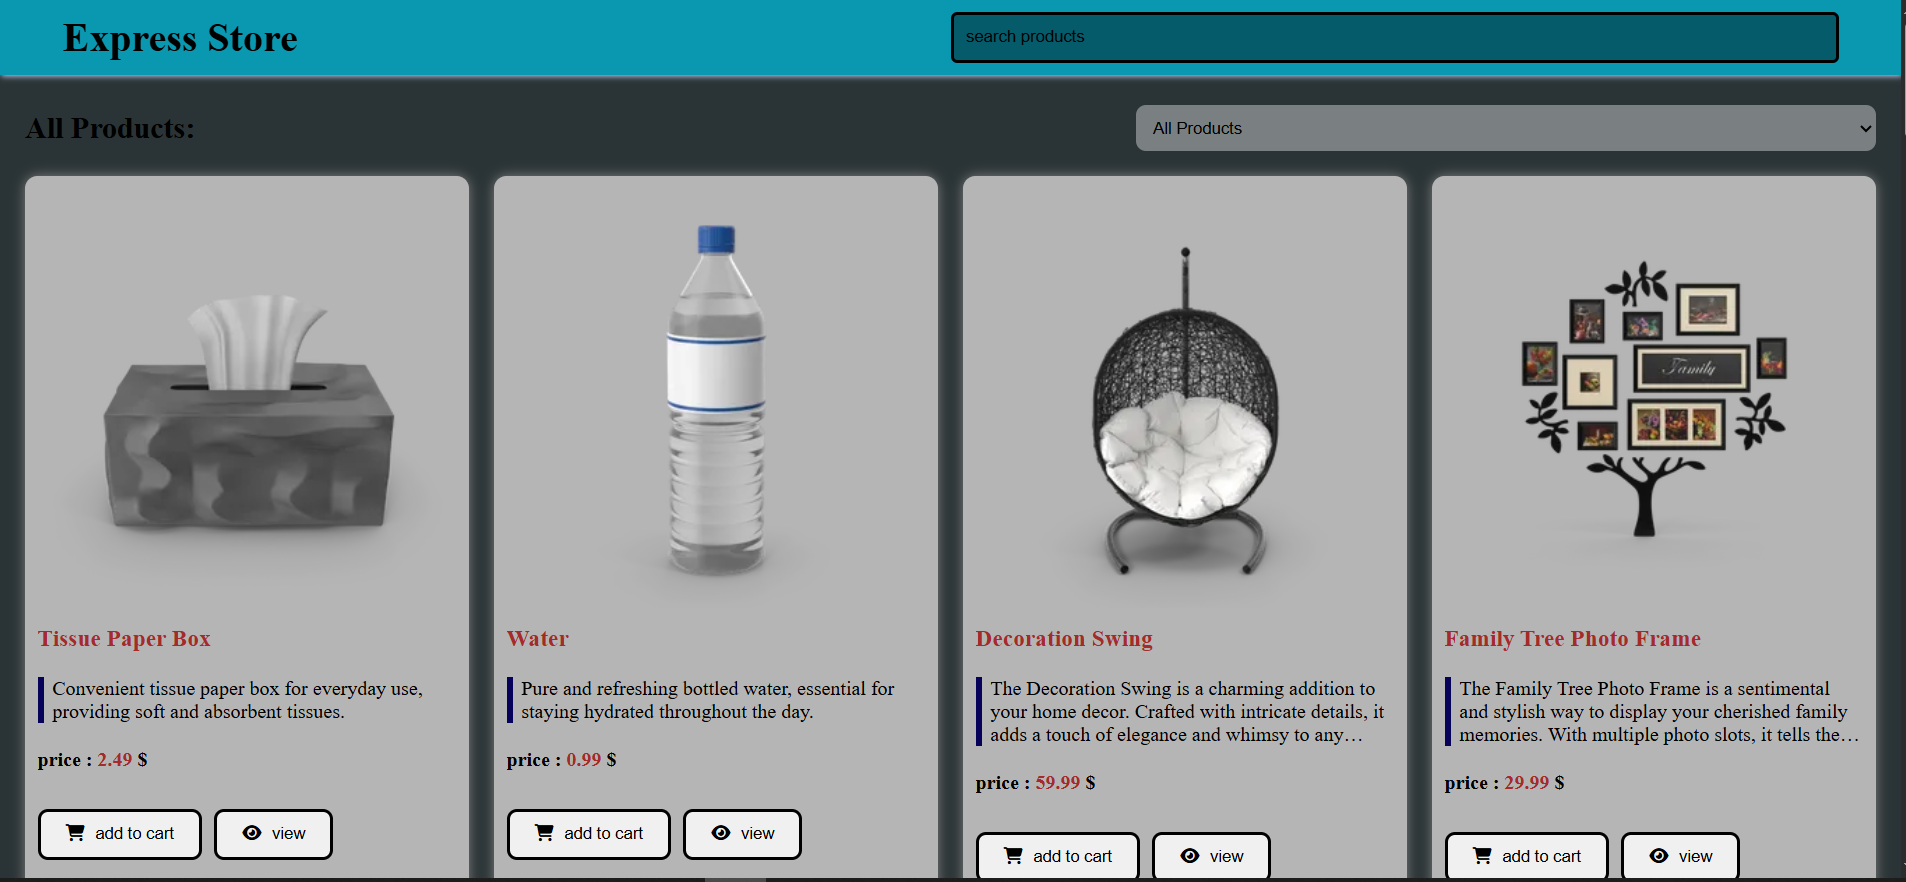 Express Store
search products
All Products:
All Products
Family
Tissue Paper Box
Convenient tissue paper box for everyday use,
providing soft and absorbent tissues.
price : 2.49 $
add to cart
view
Water
Pure and refreshing bottled water, essential for
staying hydrated throughout the day.
price : 0.99 $
add to cart
view
Decoration Swing
The Decoration Swing is a charming addition to
your home decor. Crafted with intricate details, it
adds a touch of elegance and whimsy to any…
price : 59.99 $
add to cart
view
Family Tree Photo Frame
The Family Tree Photo Frame is a sentimental
and stylish way to display your cherished family
memories. With multiple photo slots, it tells the…
price : 29.99 $
add to cart
view